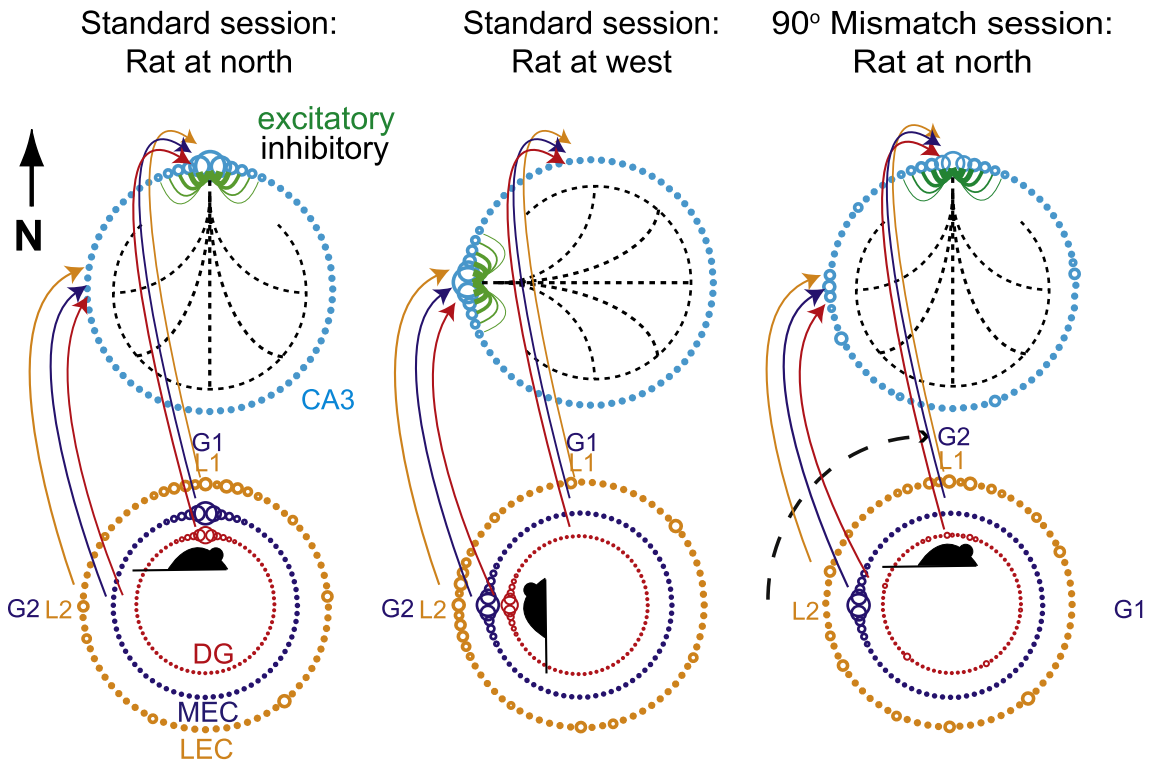 Standard session:
Rat at north
Standard session:
Rat at west
90º Mismatch session:
Rat at north
excitatory
inhibitory
N
CA3
G1
L1
G2 L2
DG
MEC
LEC
G1
L1
G2 L2
G2
L1
L2
G1